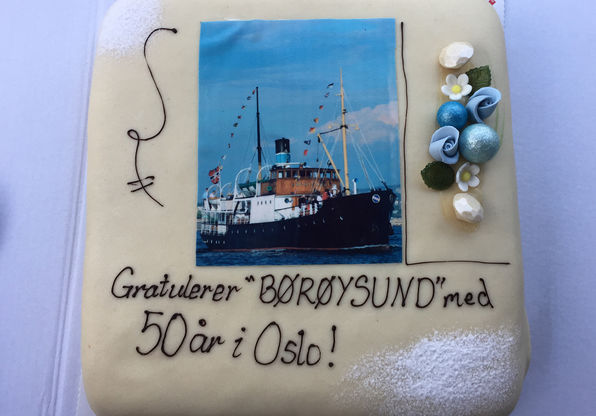 Gratulerer "BØRØYSUND" med
50 år i Oslo!